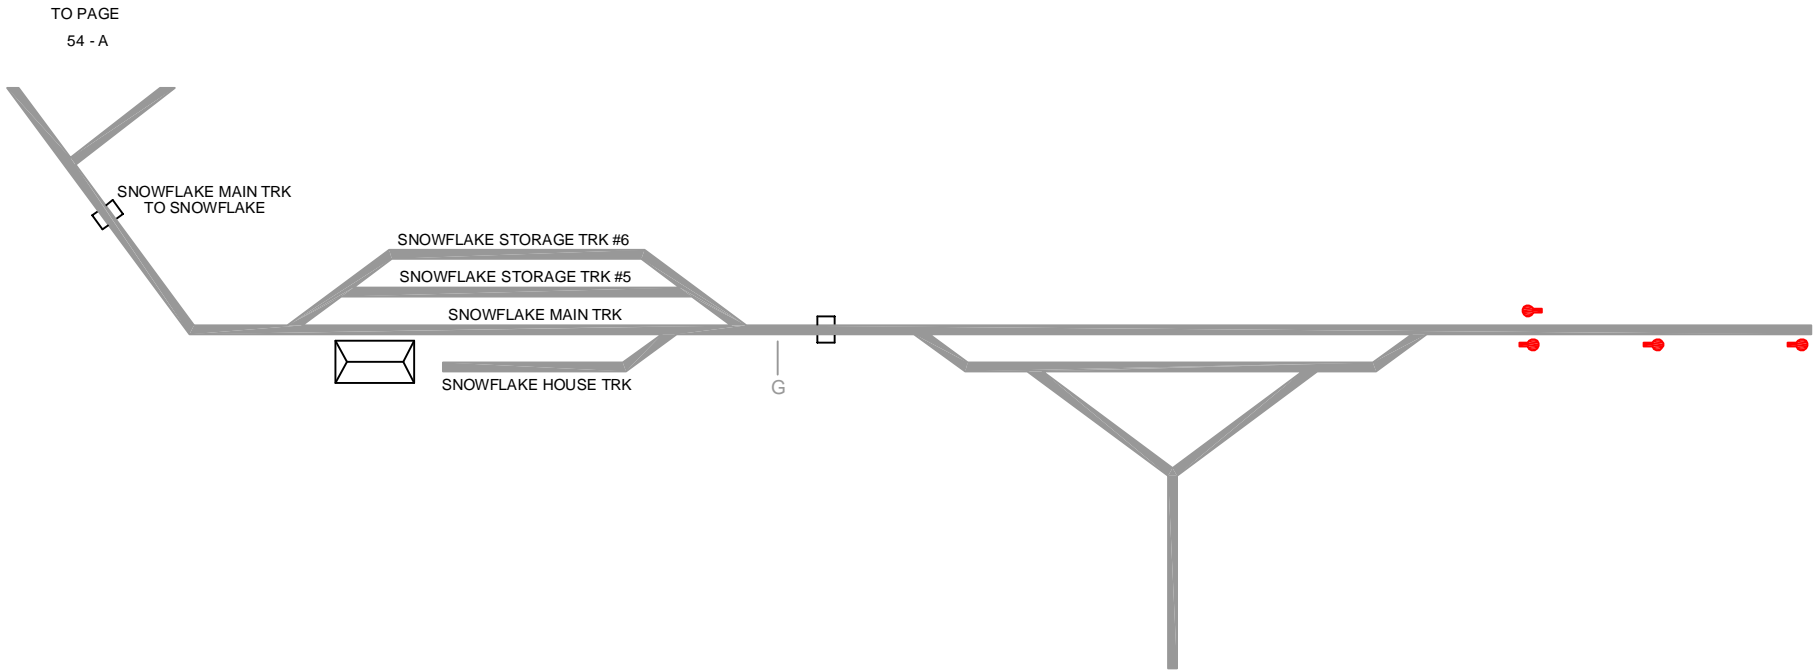 TO PAGE
54 - A
SNOWFLAKE MAIN TRK
TO SNOWFLAKE
SNOWFLAKE STORAGE TRK #6
SNOWFLAKE STORAGE TRK #5
SNOWFLAKE MAIN TRK
SNOWFLAKE HOUSE TRK
G